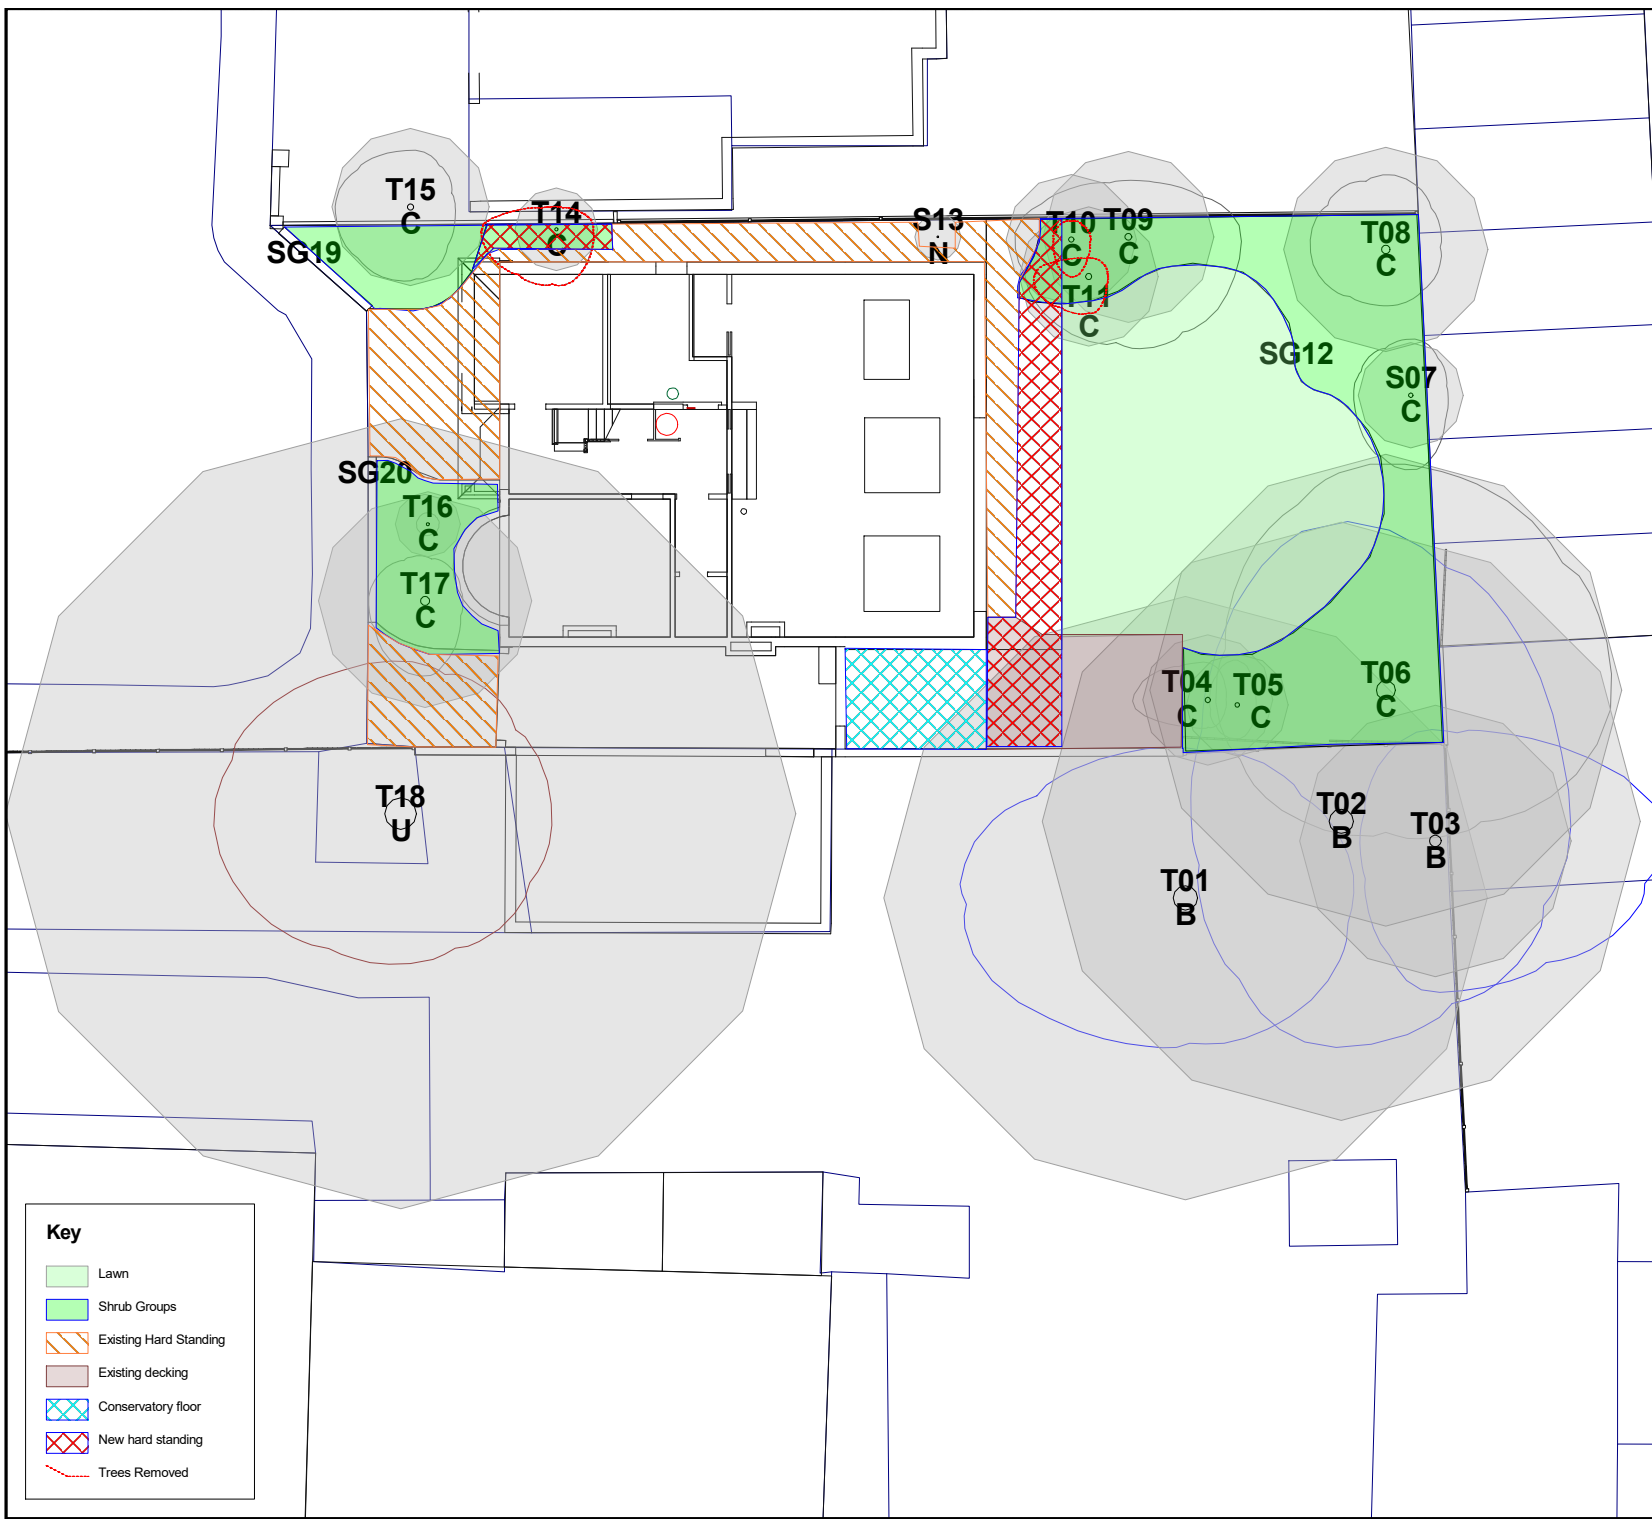 T15
C
T14
C
SG19
S13
N
T10
C
T09
C
T11
C
T08
C
SG12
S07
C
SG20
T16
C
T17
C
T04
C
T05
C
T06
C
T18
U
T02
B
T03
B
T01
B
Key
Lawn
Shrub Groups
Existing Hard Standing
Existing decking
Conservatory floor
New hard standing
Trees Removed